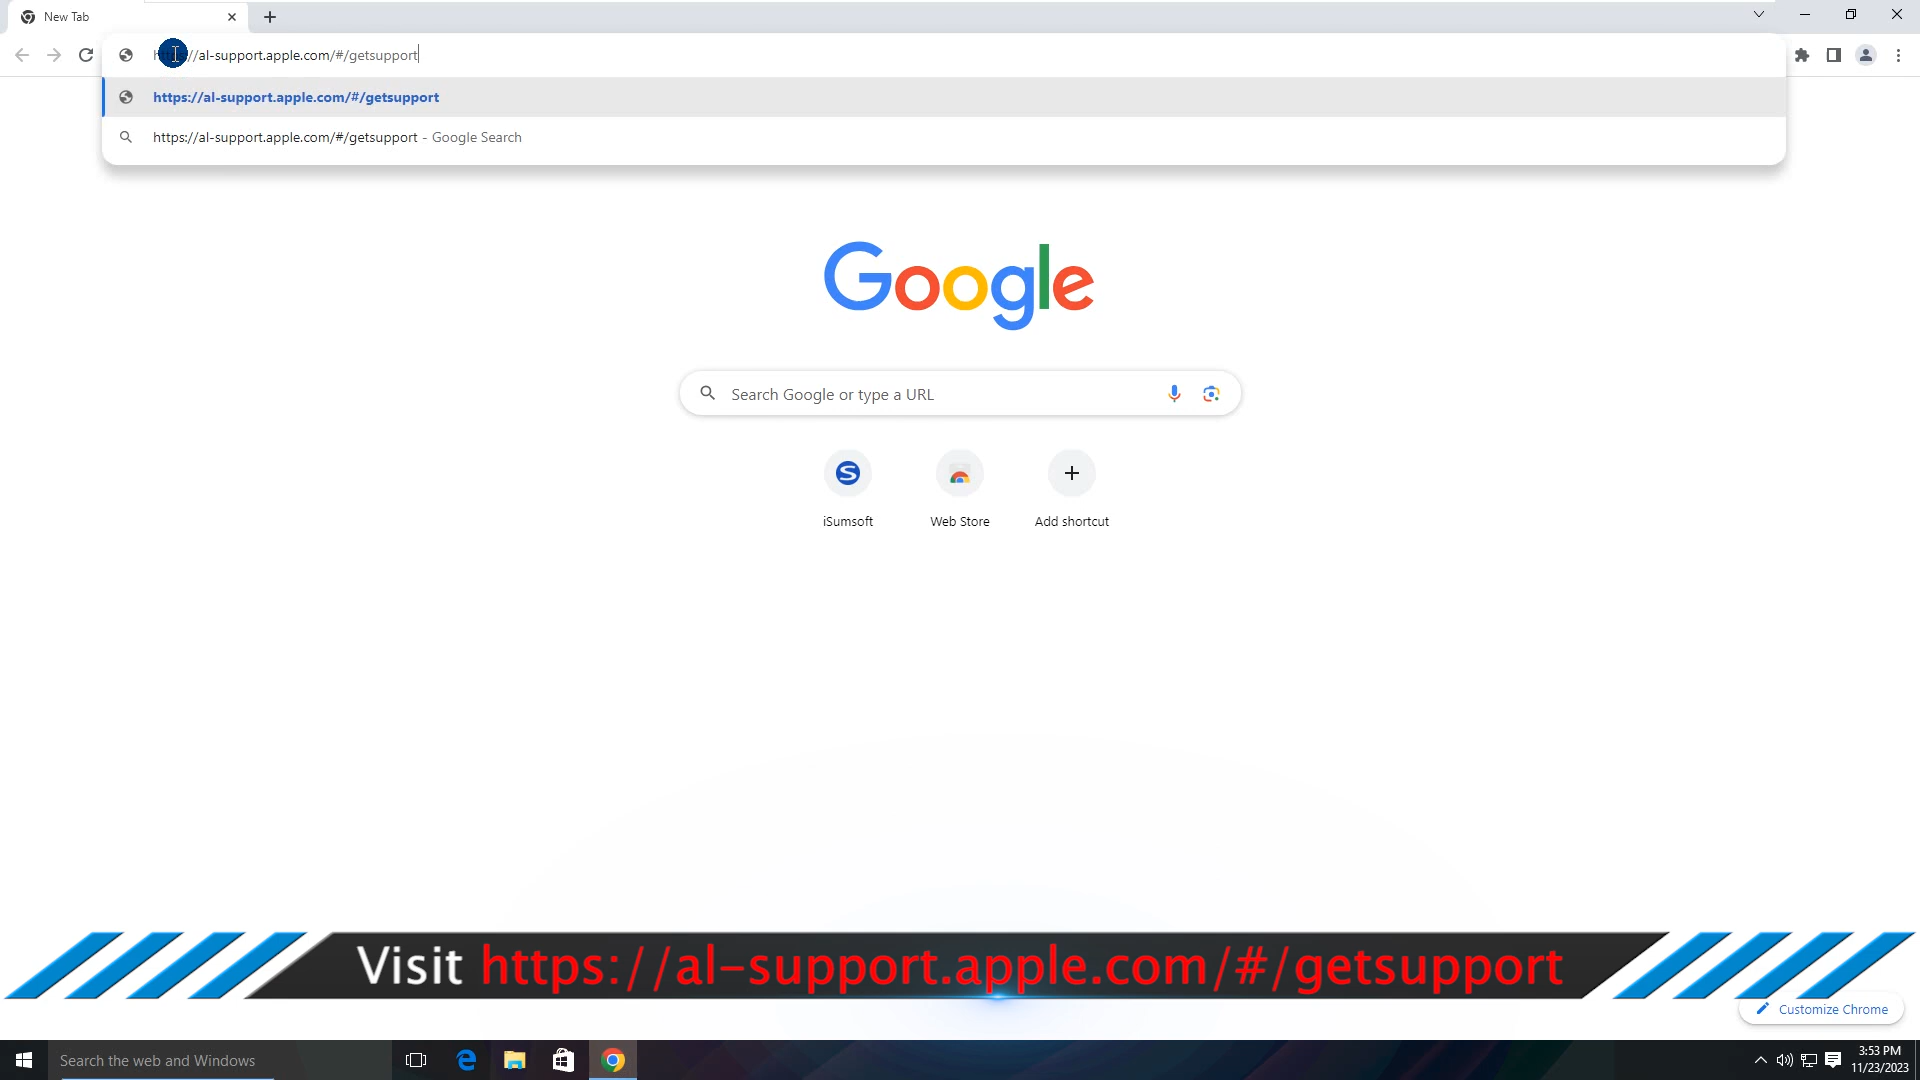 New Tab
https://al-support.apple.com/#/getsupport
https://al-support.apple.com/#/getsupport
https://al-support.apple.com/#/getsupport - Google Search
Google
Search Google or type a URL
iSumsoft
Web Store
Add shortcut
Visit https://al-support.apple.com/#/getsupport
Customize Chrome
Search the web and Windows
3:53 PM
11/23/2023